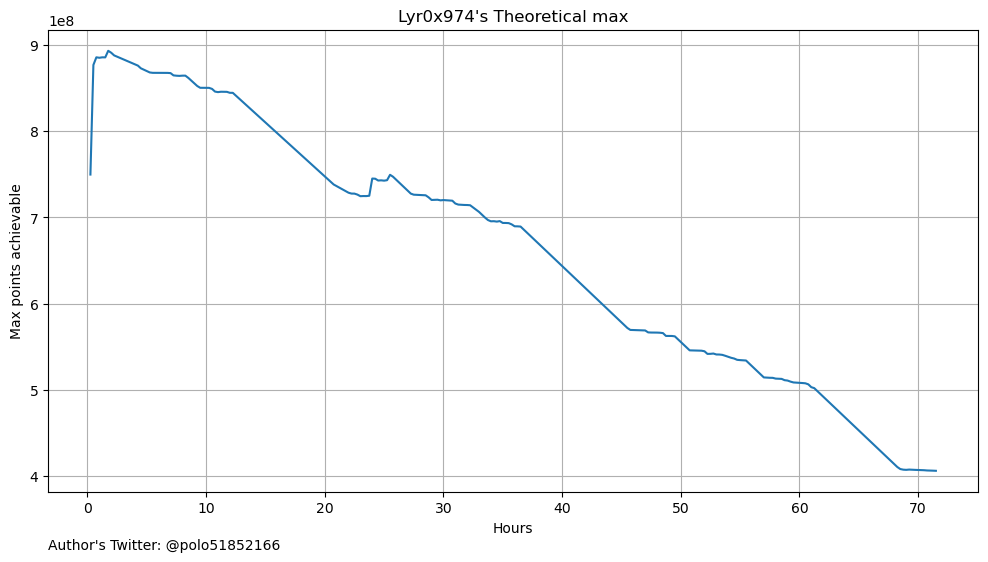 Lyr0x974's Theoretical max
1e8
9
8
7
6
5
4
Max points achievable
0 10 20 30 40 50 60 70
Hours
Author's Twitter: @polo51852166